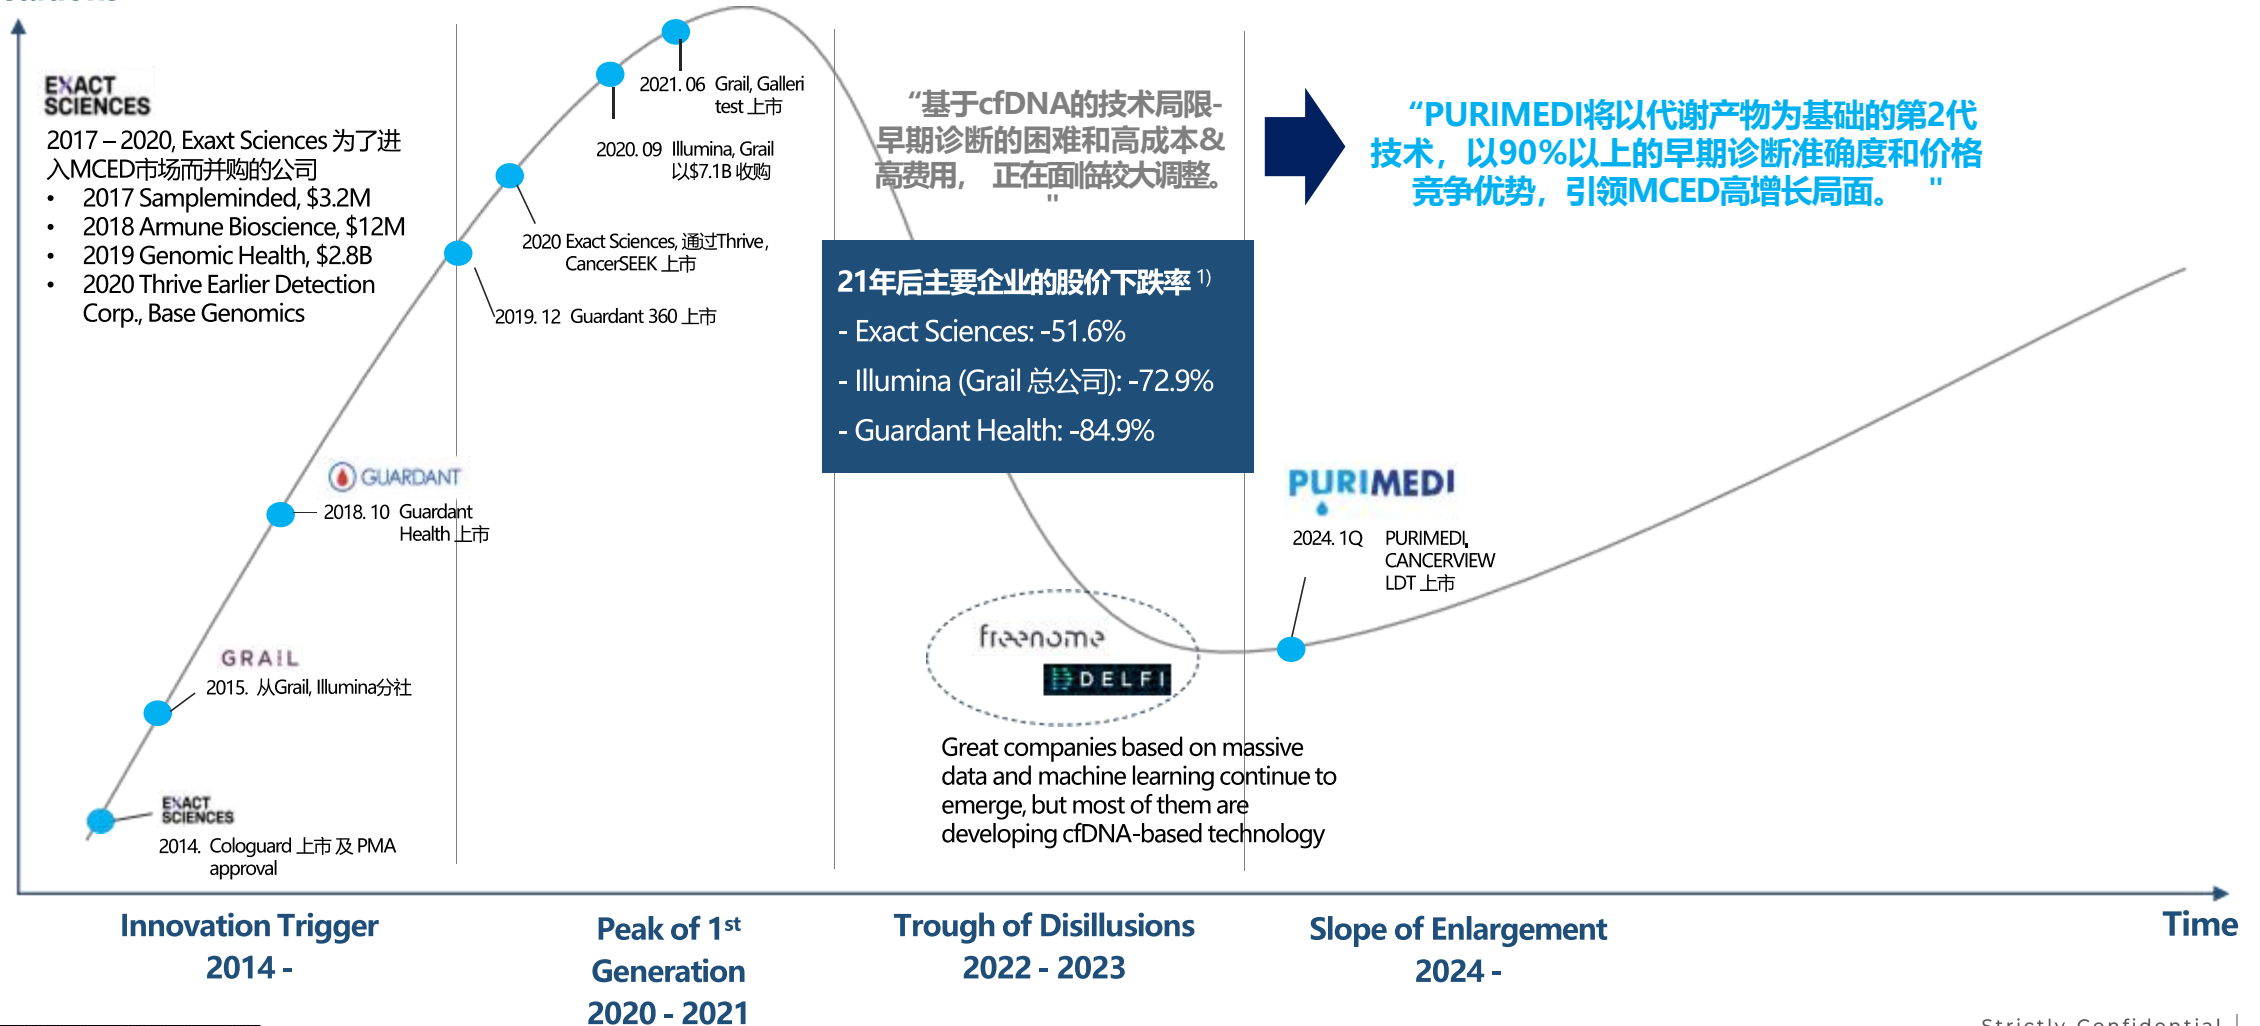 EXACT
SCIENCES
2017 – 2020, Exaxt Sciences 为了进
入MCED市场而并购的公司
• 2017 Sampleminded, $3.2M
• 2018 Armune Bioscience, $12M
• 2019 Genomic Health, $2.8B
• 2020 Thrive Earlier Detection
Corp., Base Genomics
2021. 06 Grail, Galleri
test 上市
2020. 09 Illumina, Grail
以$7.1B 收购
2020 Exact Sciences, 通过Thrive,
CancerSEEK 上市
2019. 12 Guardant 360 上市
GUARDANT
2018. 10 Guardant
Health 上市
GRAIL
2015. 从Grail, Illumina分社
EXACT
SCIENCES
2014. Cologuard 上市 及 PMA
approval
“基于cfDNA的技术局限-
早期诊断的困难和高成本&
高费用， 正在面临较大调整。
"
“PURIMEDI将以代谢产物为基础的第2代
技术，以90%以上的早期诊断准确度和价格
竞争优势，引领MCED高增长局面。 "
21年后主要企业的股价下跌率 1)
- Exact Sciences: -51.6%
- Illumina (Grail 总公司): -72.9%
- Guardant Health: -84.9%
PURIMEDI
2024. 1Q PURIMEDI,
CANCERVIEW
LDT 上市
freenome
DELFI
Great companies based on massive
data and machine learning continue to
emerge, but most of them are
developing cfDNA-based technology
Innovation Trigger
2014 -
Peak of 1st
Generation
2020 - 2021
Trough of Disillusions
2022 - 2023
Slope of Enlargement
2024 -
Time
Strictly Confidential |